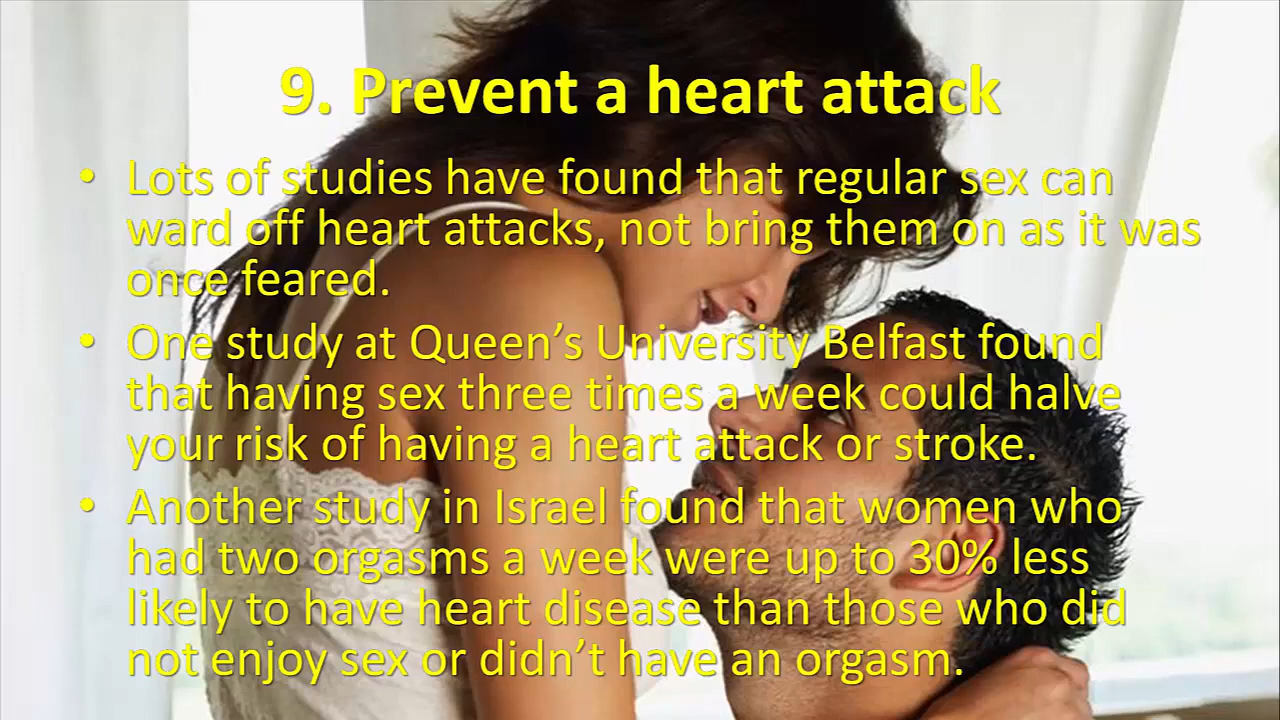 9. Prevent a heart attack
• Lots of studies have found that regular sex can
ward off heart attacks, not bring them on as it was
once feared.
• One study at Queen’s University Belfast found
that having sex three times a week could halve
your risk of having a heart attack or stroke.
• Another study in Israel found that women who
had two orgasms a week were up to 30% less
likely to have heart disease than those who did
not enjoy sex or didn’t have an orgasm.